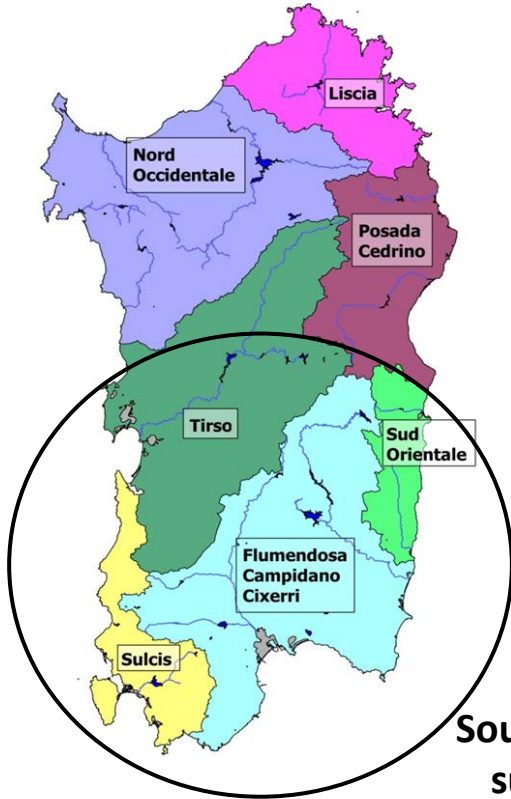 Liscia
Nord
Occidentale
Posada
Cedrino
Tirso
Sud
Orientale
Flumendosa
Campidano
Cixerri
Sulcis